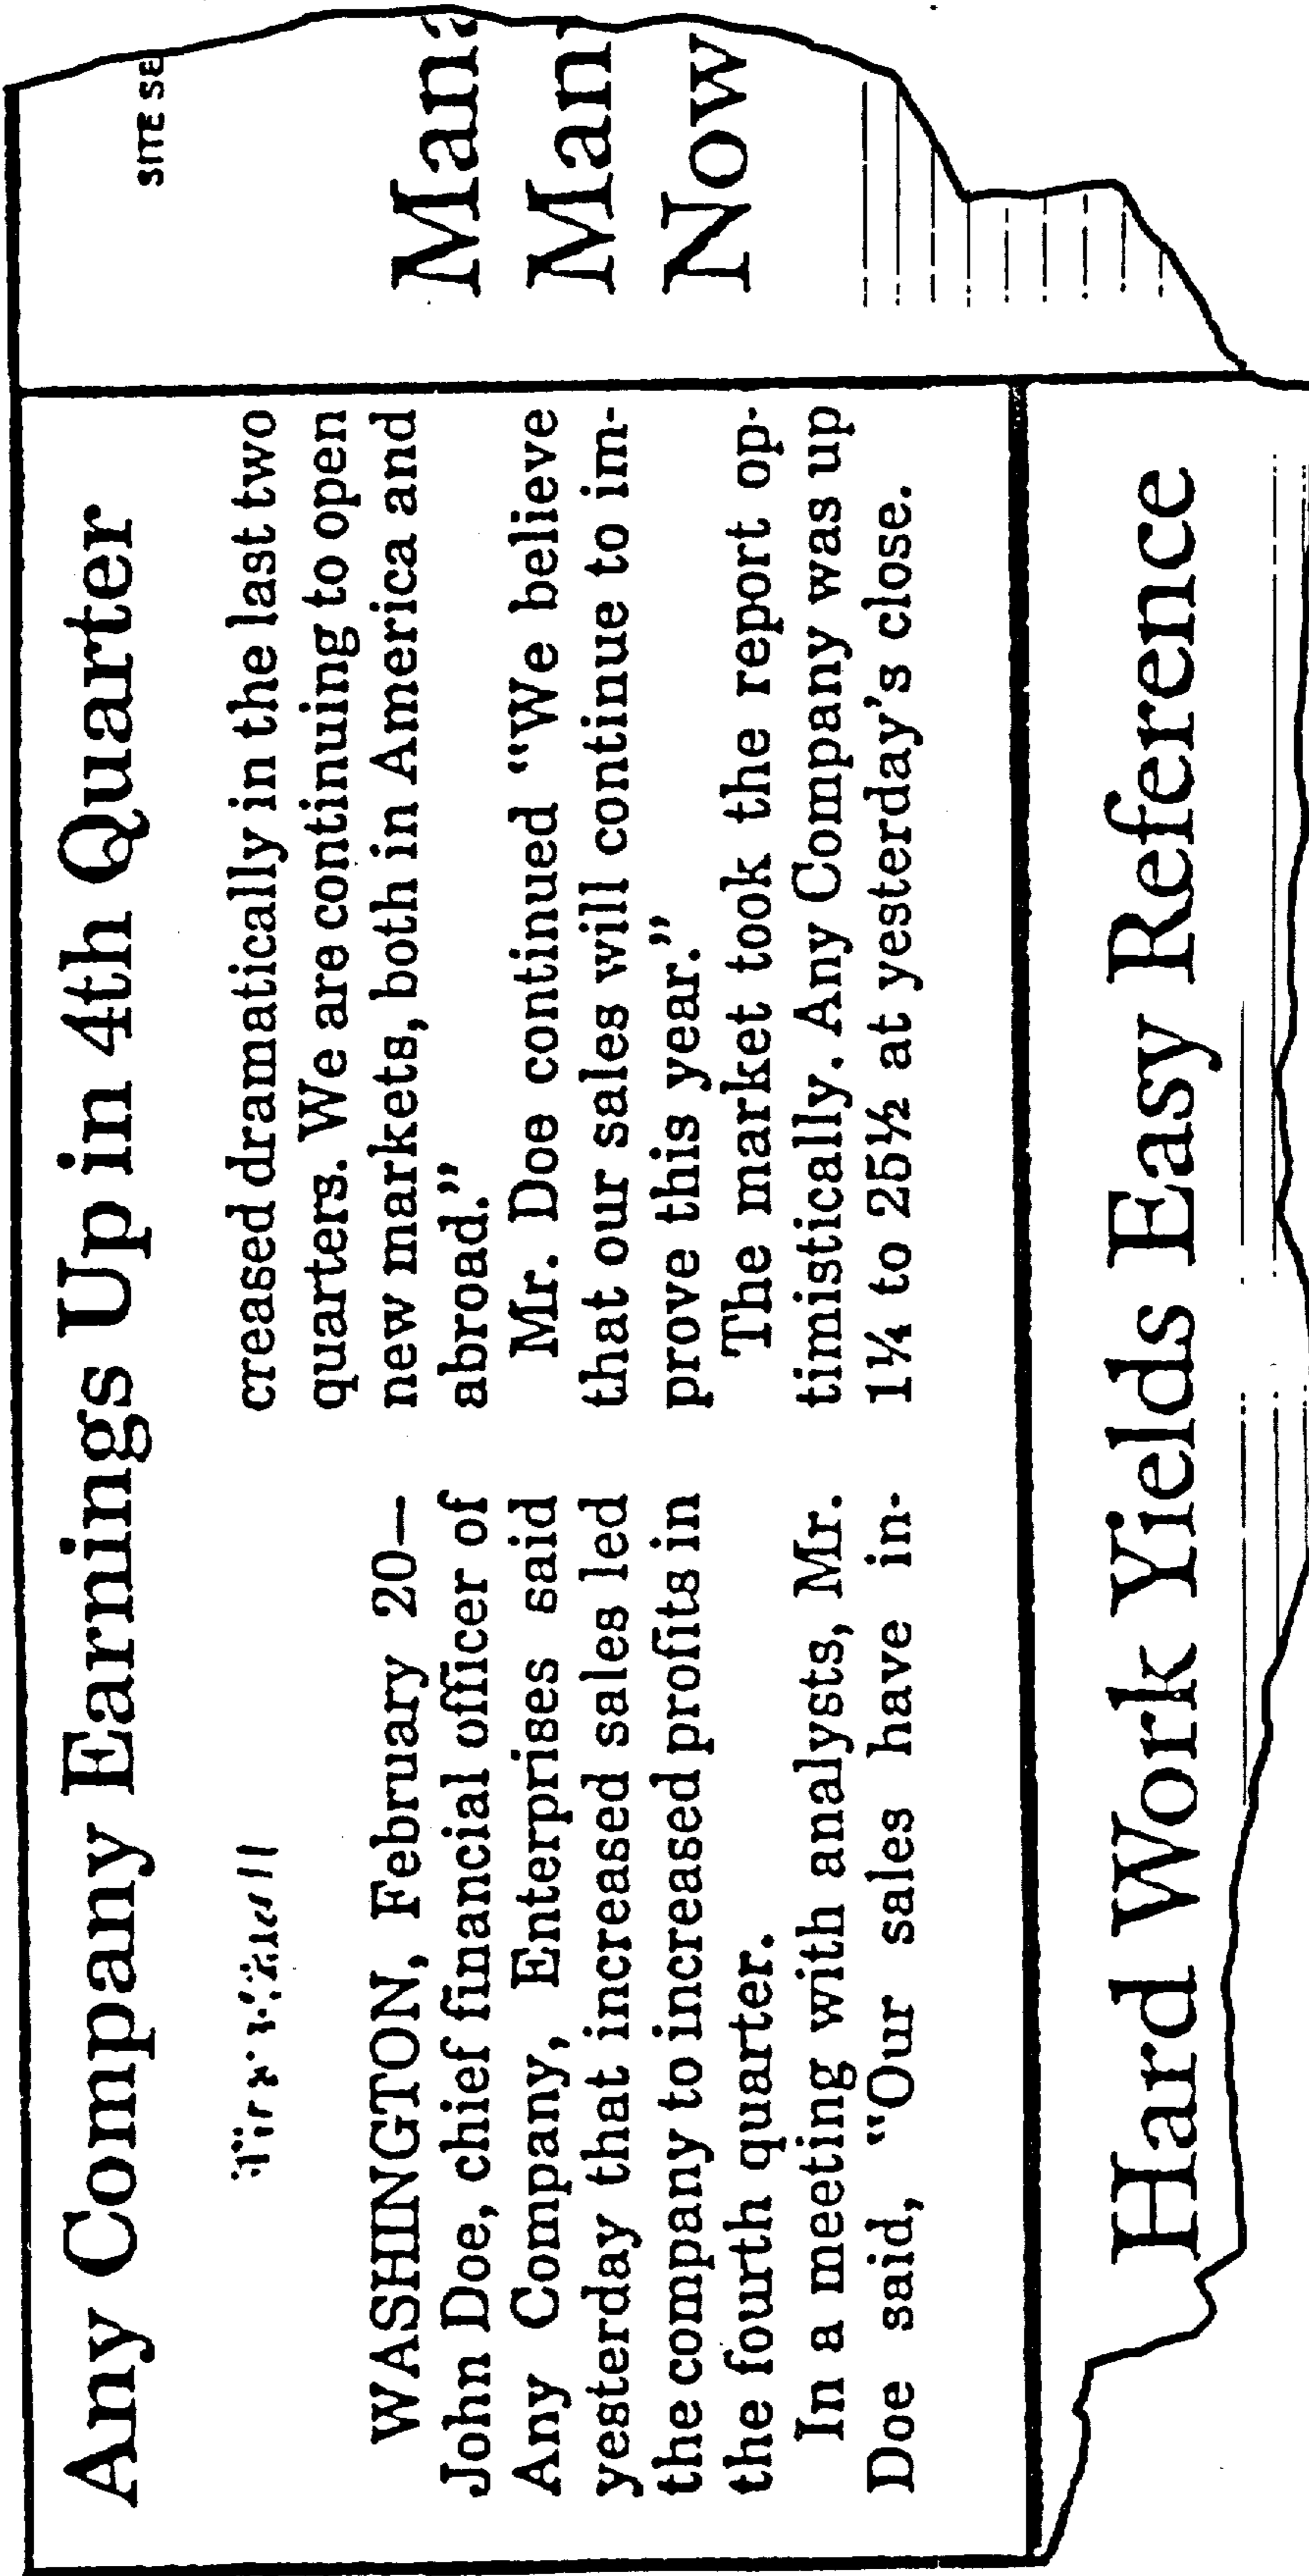 Any Company Earnings Up in 4th Quarter
WASHINGTON, February 20—
John Doe, chief financial officer of
Any Company, Enterprises said
yesterday that increased sales led
the company to increased profits in
the fourth quarter.
In a meeting with analysts, Mr.
Doe said, "Our sales have in-
creased dramatically in the last two
quarters. We are continuing to open
new markets, both in America and
abroad."
Mr. Doe continued "We believe
that our sales will continue to im-
prove this year."
The market took the report op-
timistically. Any Company was up
1¼ to 25½ at yesterday's close.
SITE SE
Mana
Man
Now
Hard Work Yields Easy Reference